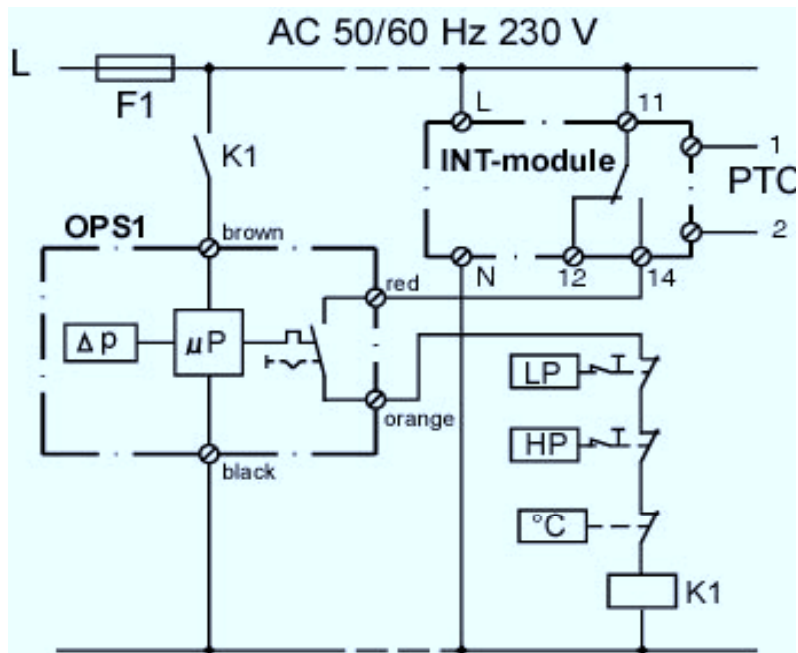 AC 50/60 Hz 230 V
L
F1
L
11
K1
INT-module
1
PTC
2
OPS1
brown
N
12
14
red
Δp
µP
LP
orange
HP
black
°C
K1